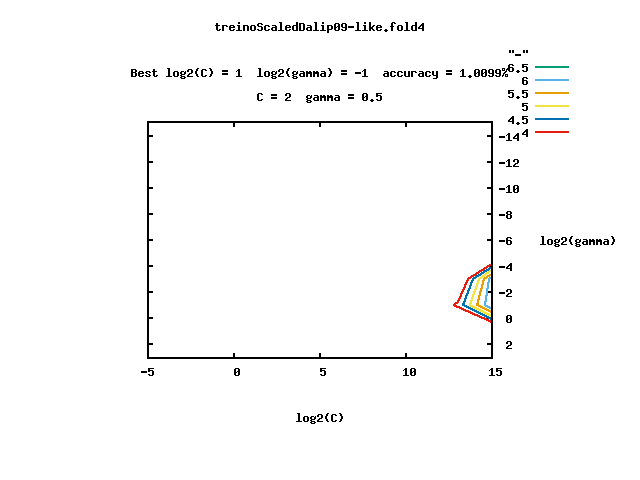 treinoScaledDalip09-like.fold4
"-"
Best log2(C) = 1  log2(gamma) = -1  accuracy = 1.0099%
C = 2  gamma = 0.5
6.5
6
5.5
5
4.5
4
-14
-12
-10
-8
-6
-4
-2
0
2
log2(gamma)
-5 0 5 10 15
log2(C)